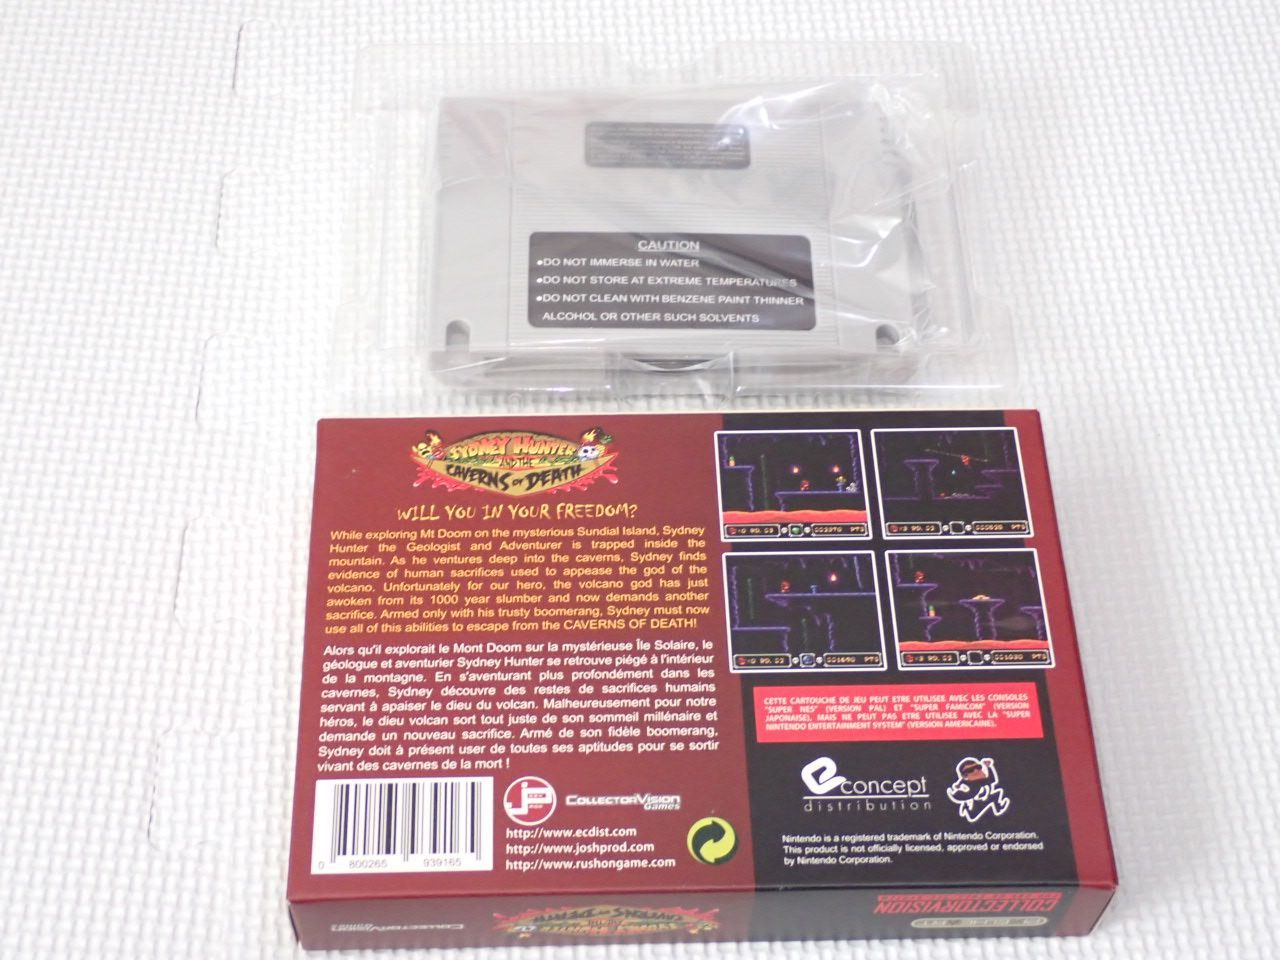 CAUTION
●DO NOT IMMERSE IN WATER
●DO NOT STORE AT EXTREME TEMPERATURES
●DO NOT CLEAN WITH BENZENE PAINT THINNER
ALCOHOL OR OTHER SUCH SOLVENTS
SYDNEY HUNTER
AND THE
CAVERNS OF DEATH
WILL YOU IN YOUR FREEDOM?
While exploring Mt Doom on the mysterious Sundial Island, Sydney
Hunter the Geologist and Adventurer is trapped inside the
mountain. As he ventures deep into the caverns, Sydney finds
evidence of human sacrifices used to appease the god of the
volcano. Unfortunately for our hero, the volcano god has just
awoken from its 1000 year slumber and now demands another
sacrifice. Armed only with his trusty boomerang, Sydney must now
use all of this abilities to escape from the CAVERNS OF DEATH!
Alors qu'il explorait le Mont Doom sur la mystérieuse Île Solaire, le
géologue et aventurier Sydney Hunter se retrouve piégé à l'intérieur
de la montagne. En s'aventurant plus profondément dans les
cavernes, Sydney découvre des restes de sacrifices humains
servant à apaiser le dieu du volcan. Malheureusement pour notre
héros, le dieu volcan sort tout juste de son sommeil millénaire et
demande un nouveau sacrifice. Armé de son fidèle boomerang,
Sydney doit à présent user de toutes ses aptitudes pour se sortir
vivant des cavernes de la mort !
CETTE CARTOUCHE DE JEU PEUT ETRE UTILISEE AVEC LES CONSOLES
"SUPER NES" (VERSION PAL) ET "SUPER FAMICOM" (VERSION
JAPONAISE), MAIS NE PEUT PAS ETRE UTILISEE AVEC LA "SUPER
NINTENDO ENTERTAINMENT SYSTEM" (VERSION AMERICAINE).
0 800265 939165
COLLECTORVISION
Games
http://www.ecdist.com
http://www.joshprod.com
http://www.rushongame.com
e concept
distribution
Nintendo is a registered trademark of Nintendo Corporation.
This product is not officially licensed, approved or endorsed
by Nintendo Corporation.
COLLECTORVISION
SYDNEY HUNTER
AND THE
CAVERNS OF DEATH
COLLECTORVISION